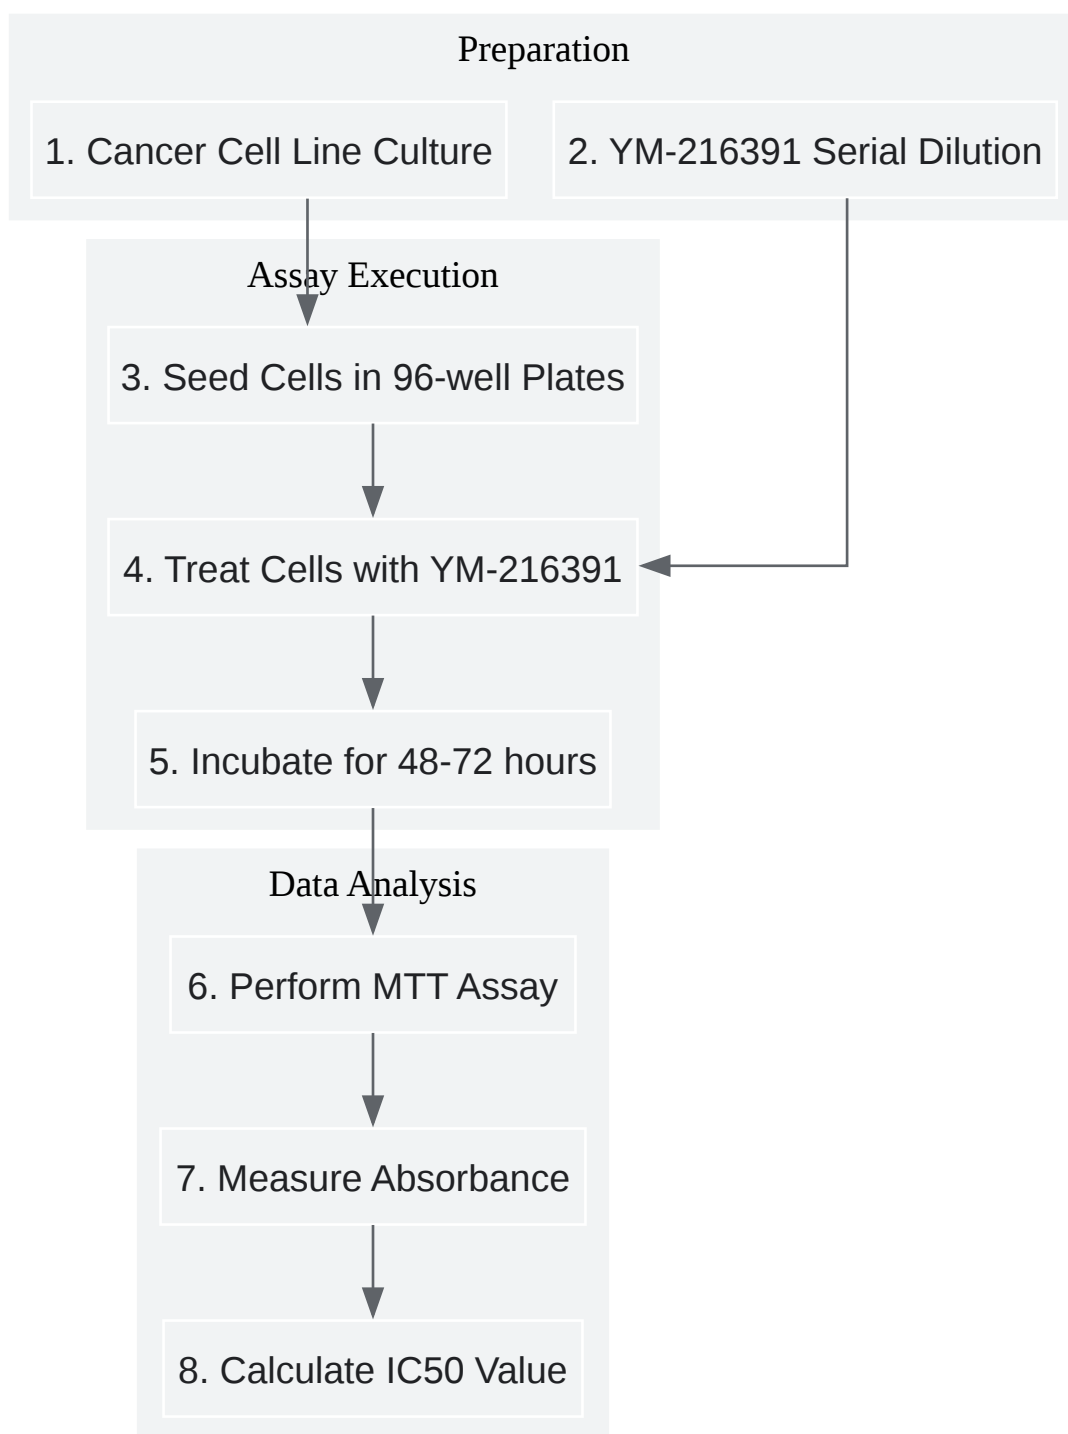 Preparation
1. Cancer Cell Line Culture
2. YM-216391 Serial Dilution
Assay Execution
3. Seed Cells in 96-well Plates
4. Treat Cells with YM-216391
5. Incubate for 48-72 hours
Data Analysis
6. Perform MTT Assay
7. Measure Absorbance
8. Calculate IC50 Value